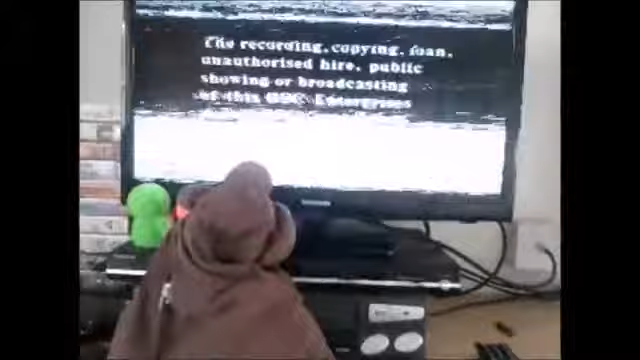 The recording, copying, loan,
unauthorised hire, public
showing or broadcasting
of this BBC Enterprises